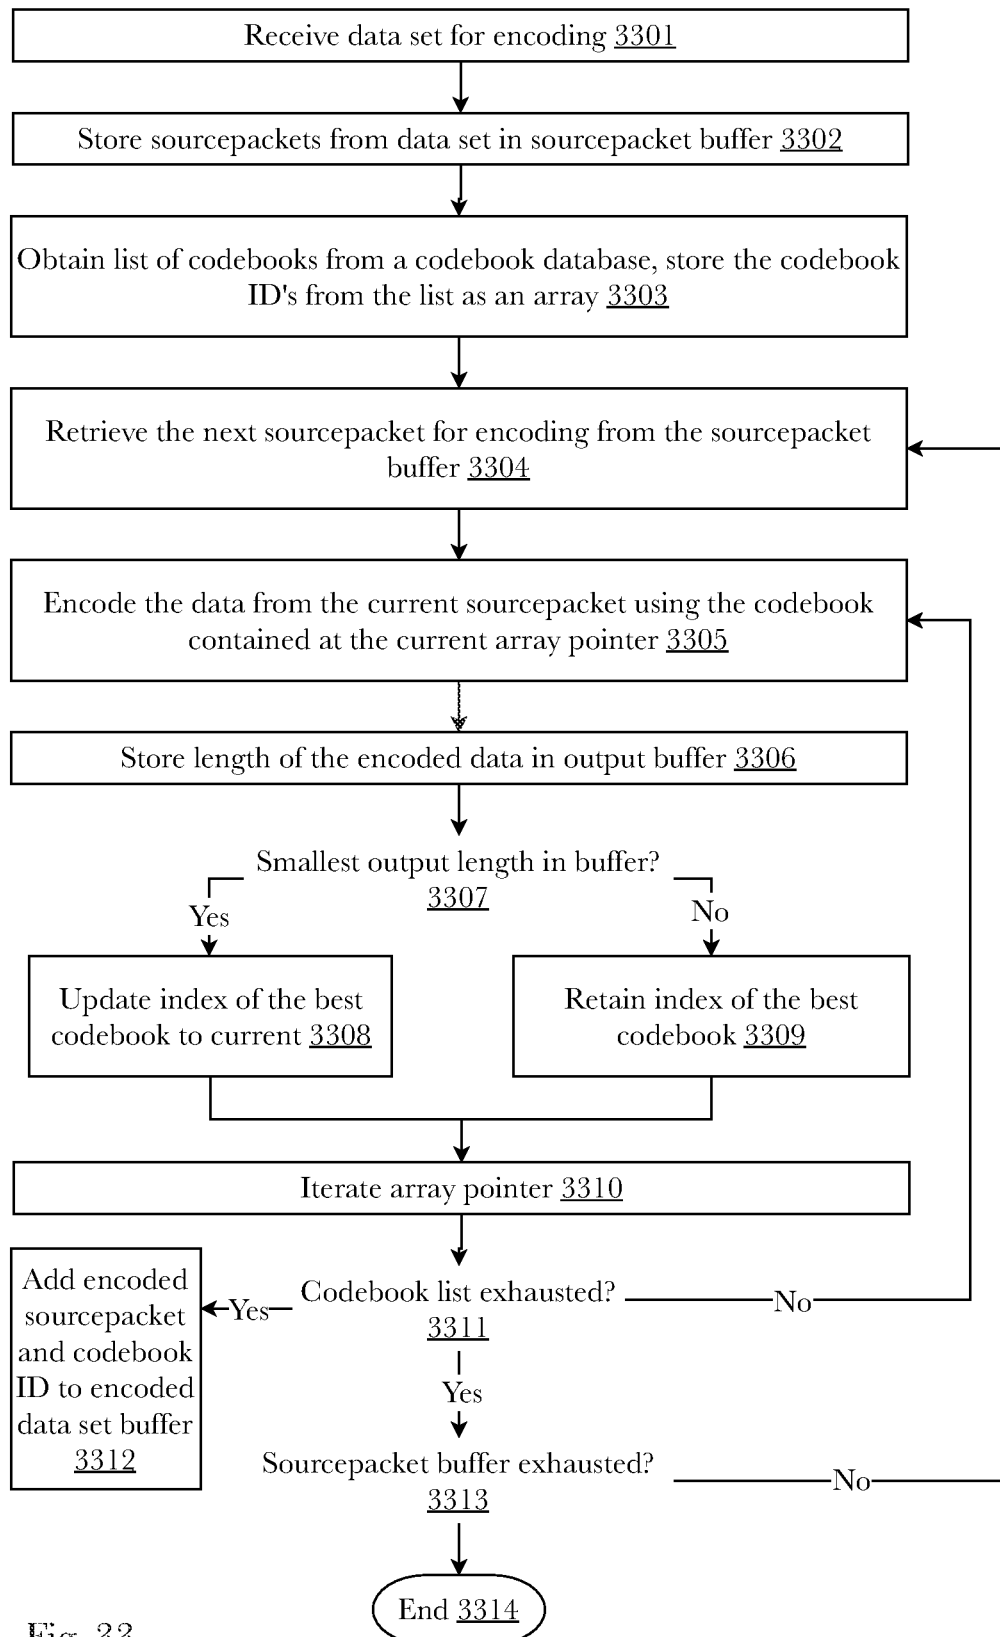 Receive data set for encoding 3301
Store sourcepackets from data set in sourcepacket buffer 3302
Obtain list of codebooks from a codebook database, store the codebook
ID's from the list as an array 3303
Retrieve the next sourcepacket for encoding from the sourcepacket
buffer 3304
Encode the data from the current sourcepacket using the codebook
contained at the current array pointer 3305
Store length of the encoded data in output buffer 3306
Smallest output length in buffer?
3307
Yes
No
Update index of the best
codebook to current 3308
Retain index of the best
codebook 3309
Iterate array pointer 3310
Codebook list exhausted?
3311
Yes
No
Add encoded
sourcepacket
and codebook
ID to encoded
data set buffer
3312
Yes
Sourcepacket buffer exhausted?
3313
No
End 3314
Fig.